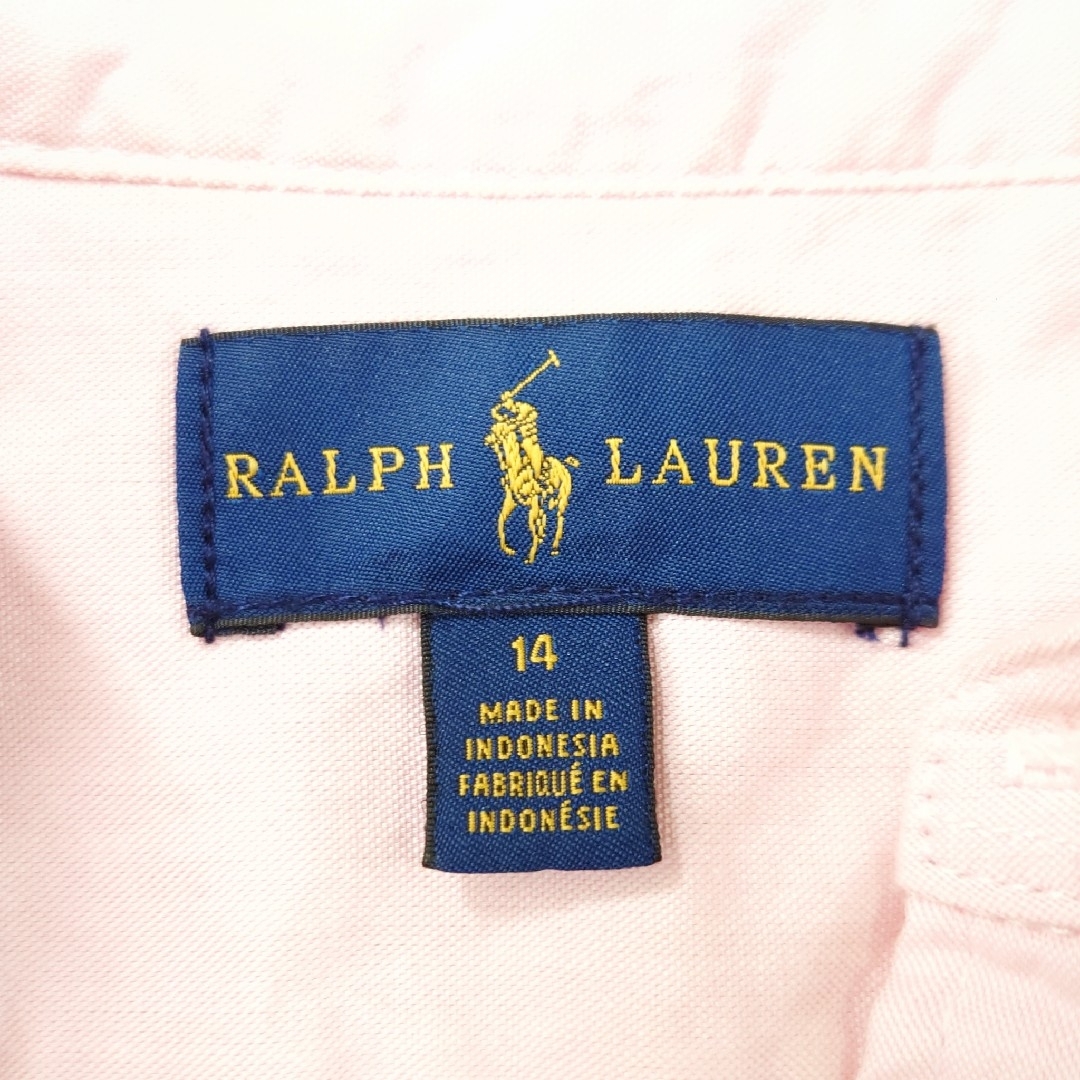 RALPH LAUREN
14
MADE IN
INDONESIA
FABRIQUÉ EN
INDONÉSIE